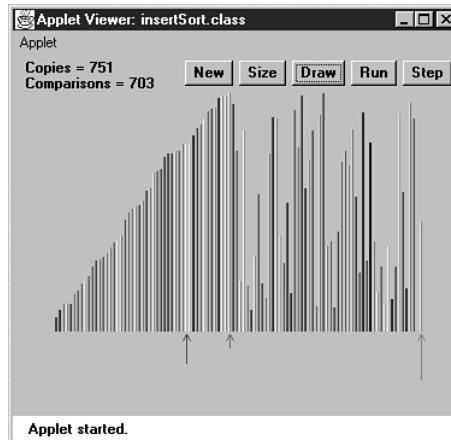 Applet Viewer: insertSort.class
Applet
Copies = 751
Comparisons = 703
New Size Draw Run Step
Applet started.